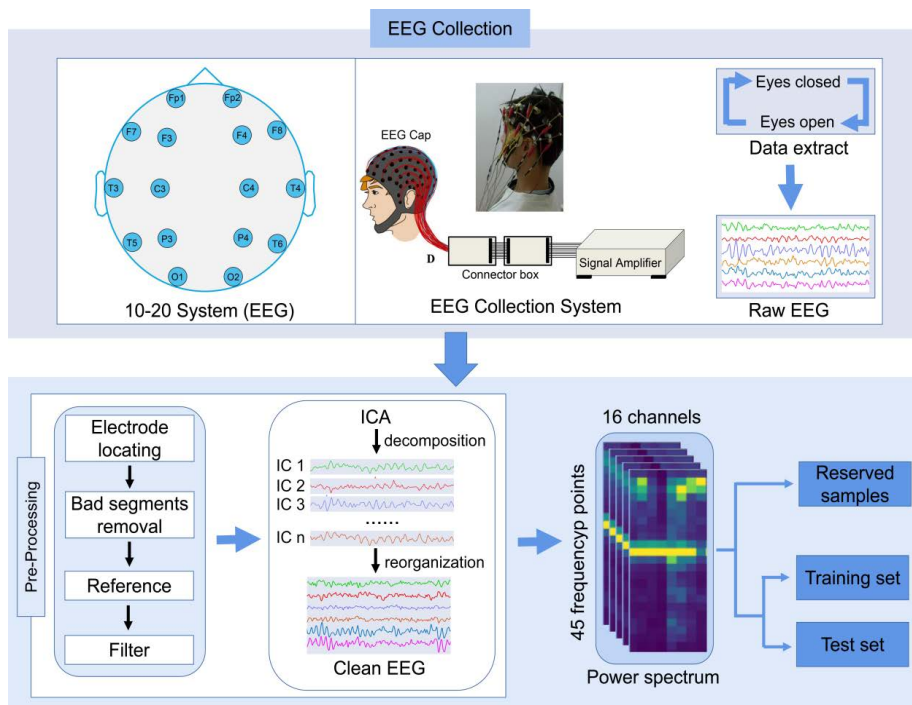 EEG Collection
Fp1
Fp2
F7
F3
F4
F8
T3
C3
C4
T4
T5
P3
P4
T6
O1
O2
10-20 System (EEG)
EEG Cap
D
Connector box
Signal Amplifier
EEG Collection System
Eyes closed
Eyes open
Data extract
Raw EEG
Pre-Processing
Electrode
locating
Bad segments
removal
Reference
Filter
ICA
decomposition
IC 1
IC 2
IC 3
......
IC n
reorganization
Clean EEG
16 channels
45 frequencyp points
Power spectrum
Reserved
samples
Training set
Test set